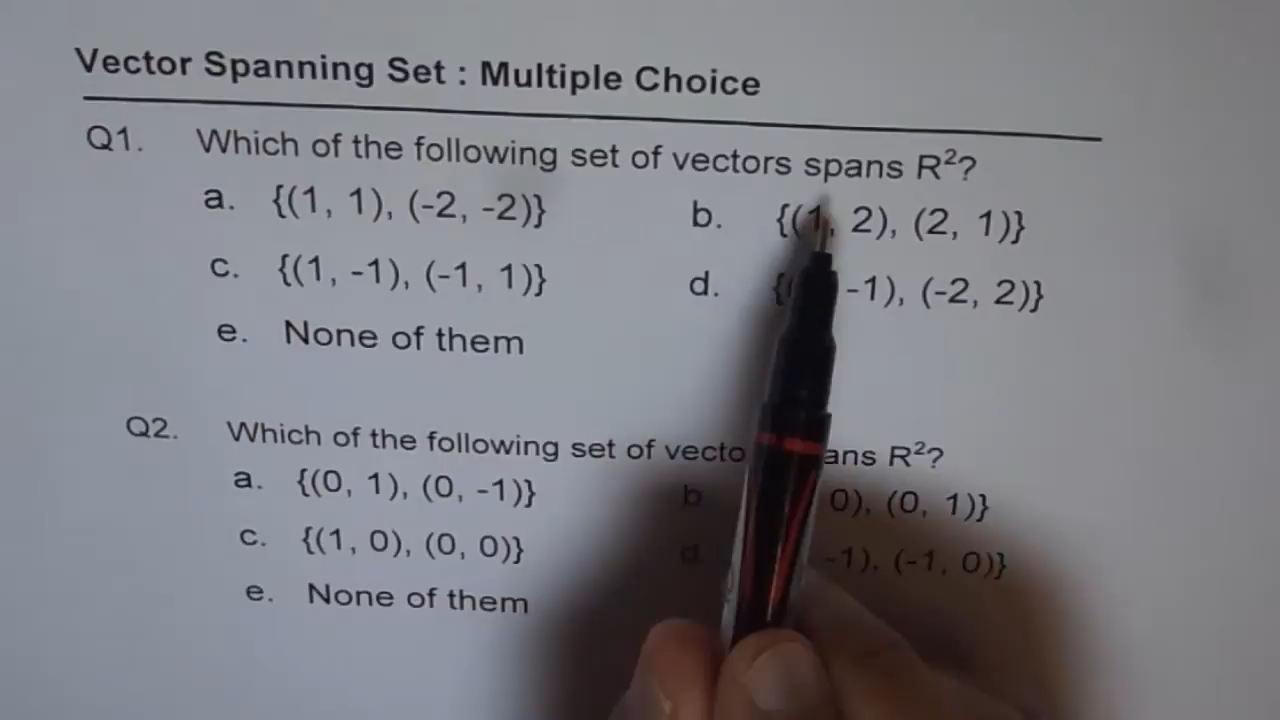 Vector Spanning Set : Multiple Choice
Q1. Which of the following set of vectors spans R²?
a. {(1, 1), (-2, -2)} b. {(1, 2), (2, 1)}
c. {(1, -1), (-1, 1)} d. { -1), (-2, 2)}
e. None of them
Q2. Which of the following set of ans R²?
a. {(0, 1), (0, -1)} b 0), (0, 1)}
c. {(1, 0), (0, 0)} d -1), (-1, 0)}
e. None of them